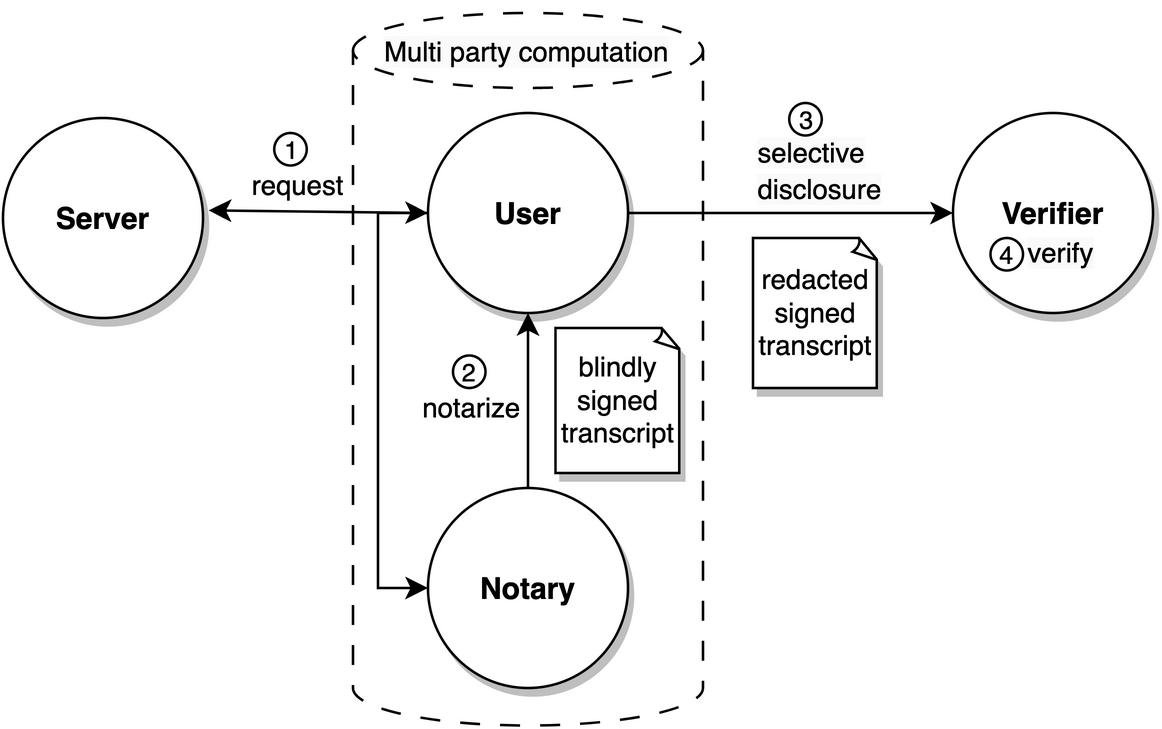 Multi party computation
1
request
Server
User
3
selective
disclosure
Verifier
4 verify
redacted
signed
transcript
2
notarize
blindly
signed
transcript
Notary